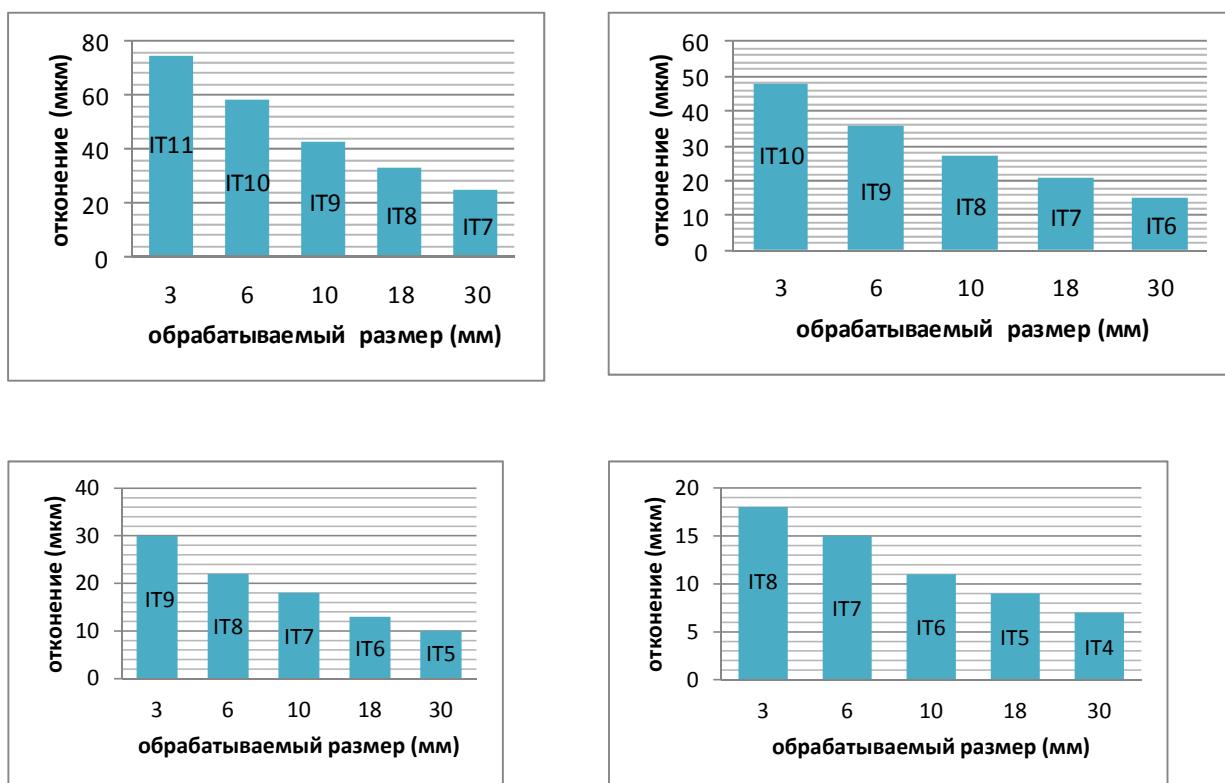 80
60
40
20
0
отконение (мкм)
IT11
IT10
IT9
IT8
IT7
3 6 10 18 30
обрабатываемый размер (мм)
60
50
40
30
20
10
0
отконение (мкм)
IT10
IT9
IT8
IT7
IT6
3 6 10 18 30
обрабатываемый размер (мм)
40
30
20
10
0
отконение (мкм)
IT9
IT8
IT7
IT6
IT5
3 6 10 18 30
обрабатываемый размер (мм)
20
15
10
5
0
отконение (мкм)
IT8
IT7
IT6
IT5
IT4
3 6 10 18 30
обрабатываемый размер (мм)